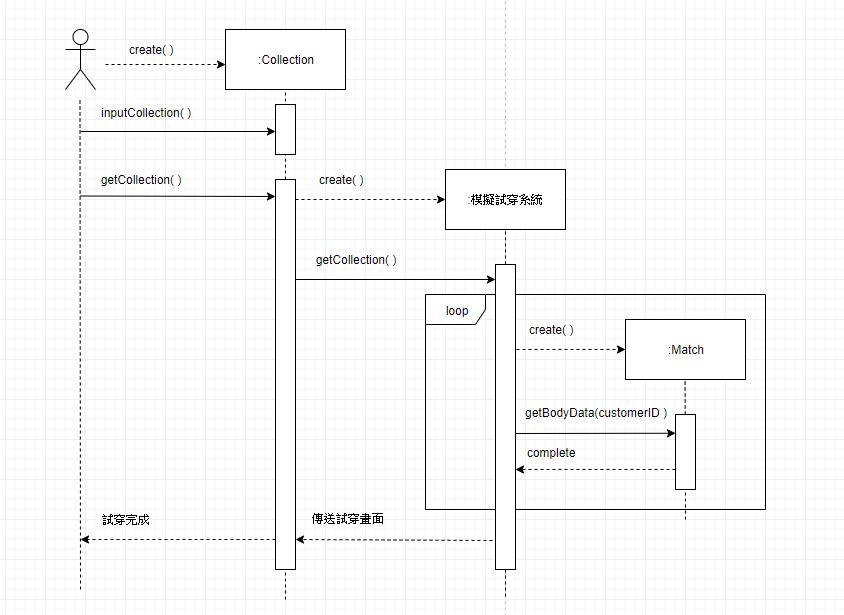 create( )
:Collection
inputCollection( )
getCollection( )
create( )
:模擬試穿系統
getCollection( )
loop
create( )
:Match
getBodyData(customerID )
complete
試穿完成
傳送試穿畫面